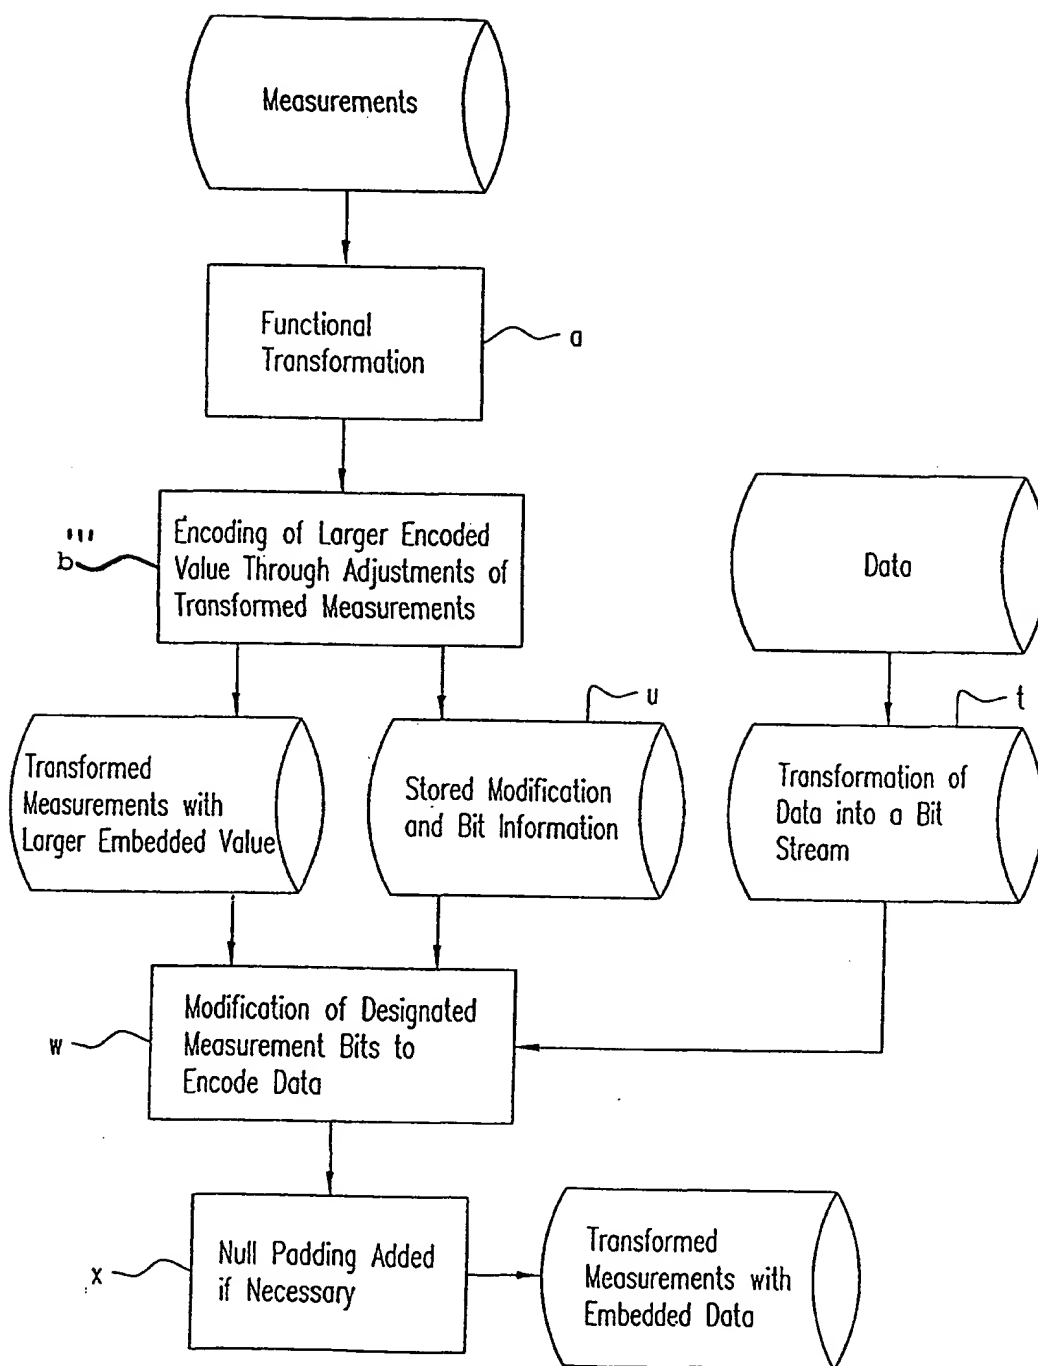 Measurements
Functional
Transformation
a
b'''
Encoding of Larger Encoded
Value Through Adjustments of
Transformed Measurements
Data
u
t
Transformed
Measurements with
Larger Embedded Value
Stored Modification
and Bit Information
Transformation of
Data into a Bit
Stream
w
Modification of Designated
Measurement Bits to
Encode Data
x
Null Padding Added
if Necessary
Transformed
Measurements with
Embedded Data